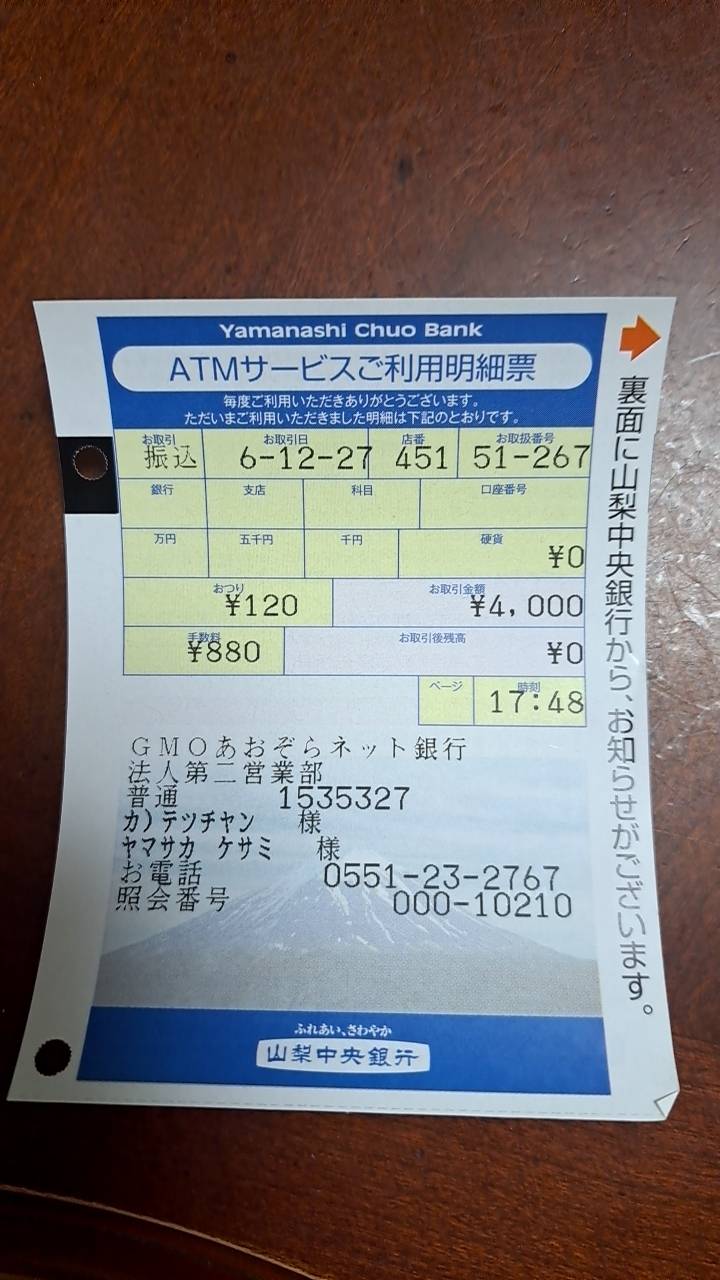 Yamanashi Chuo Bank
ATMサービスご利用明細票
毎度ご利用いただきありがとうございます。
ただいまご利用いただきました明細は下記のとおりです。
お取引 お取引日 店番 お取扱番号
振込 6-12-27 451 51-267
銀行 支店 科目 口座番号
万円 五千円 千円 硬貨
¥0
おつり お取引金額
¥120 ¥4,000
手数料 お取引後残高
¥880 ¥0
ページ 時刻
17:48
GMOあおぞらネット銀行
法人第二営業部
普通 1535327
カ)テツチヤン 様
ヤマサカ ケサミ 様
お電話 0551-23-2767
照会番号 000-10210
ふれあい、さわやか
山梨中央銀行
裏面に山梨中央銀行から、お知らせがございます。